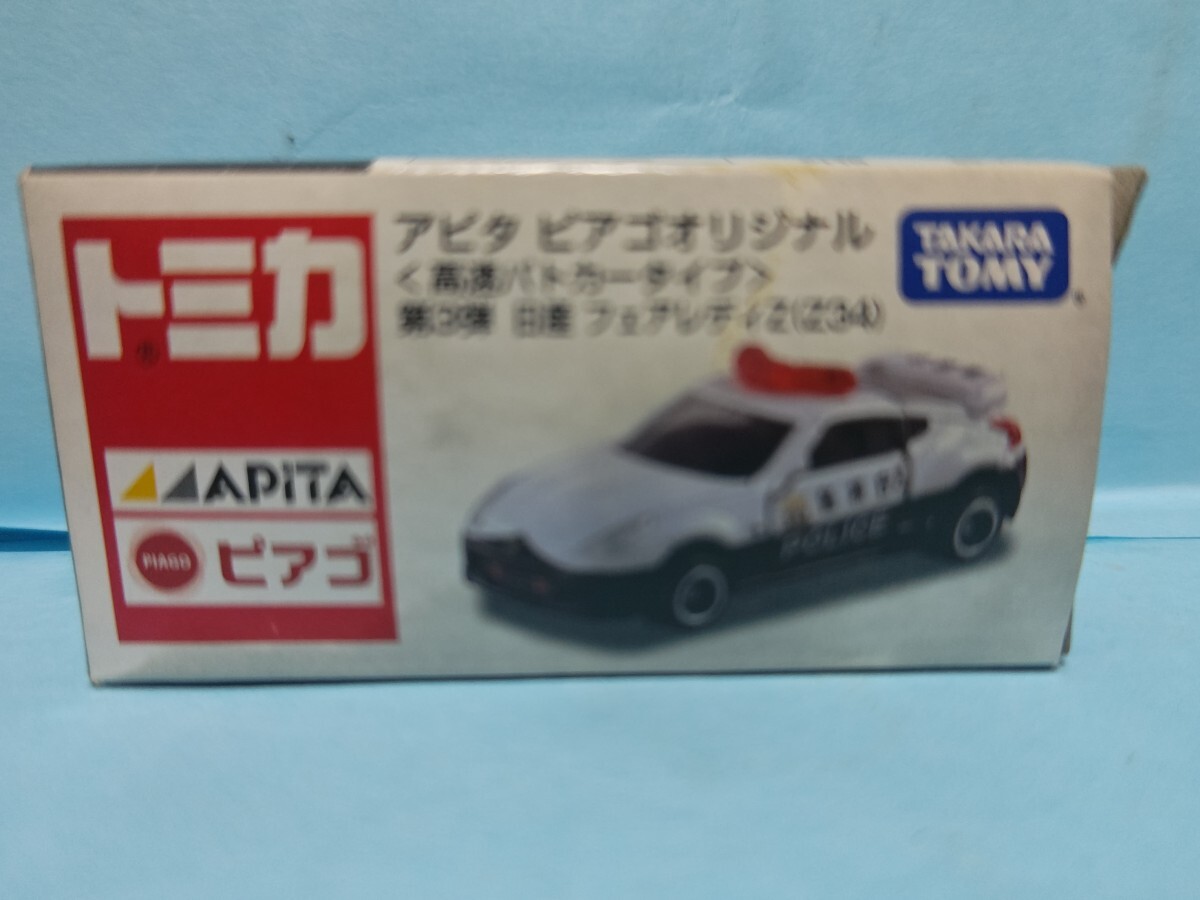 トミカ
®
APiTA
PIAGO
ピアゴ
アピタ ピアゴオリジナル
<高速パトカータイプ>
第3弾 日産 フェアレディZ(Z34)
TAKARA
TOMY
POLICE